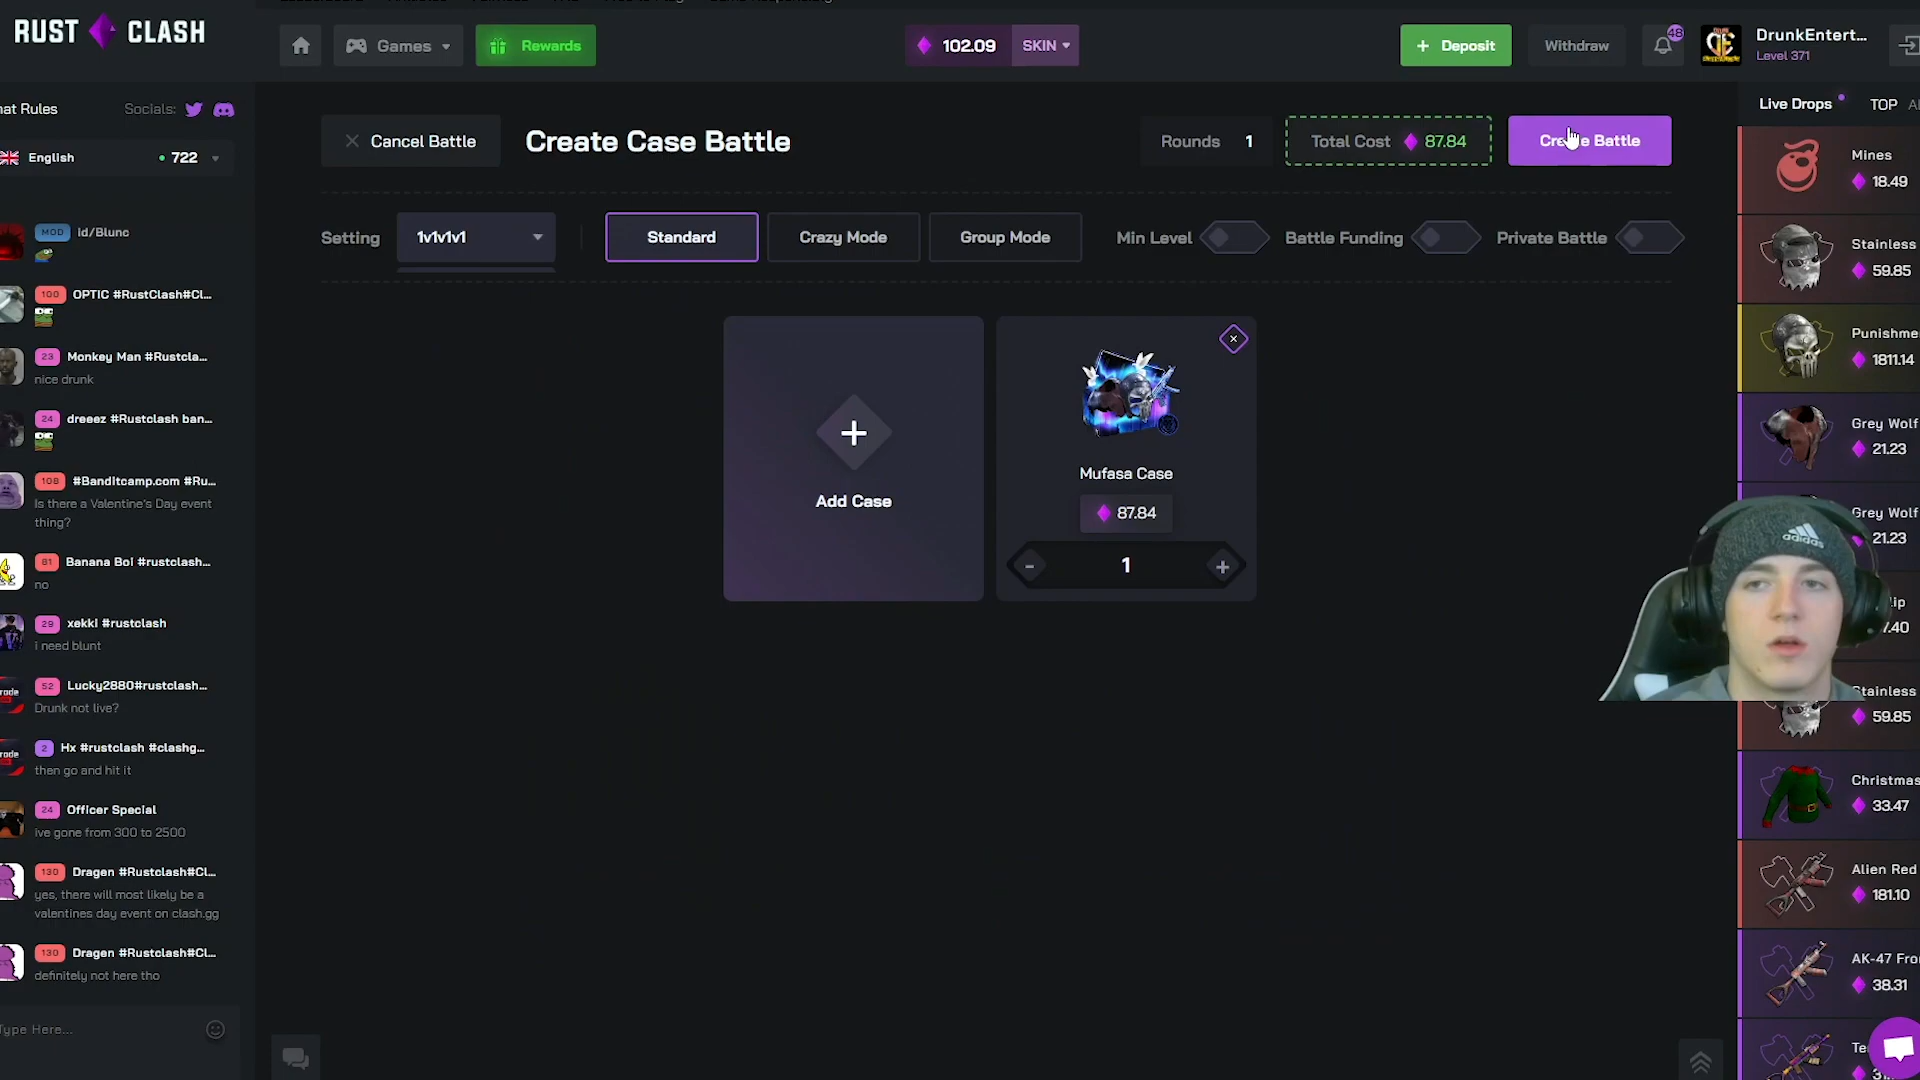 RUST CLASH
Games
Rewards
102.09
SKIN
+ Deposit
Withdraw
48
DrunkEntert...
Level 371
hat Rules
Socials:
English
722
MOD id/Blunc
100 OPTIC #RustClash#Cl...
23 Monkey Man #Rustcla...
nice drunk
24 dreeez #Rustclash ban...
108 #Banditcamp.com #Ru...
Is there a Valentine's Day event
thing?
81 Banana Boi #rustclash...
no
29 xekki #rustclash
i need blunt
52 Lucky2880#rustclash...
Drunk not live?
2 Hx #rustclash #clashg...
then go and hit it
24 Officer Special
ive gone from 300 to 2500
130 Dragen #Rustclash#Cl...
yes, there will most likely be a
valentines day event on clash.gg
130 Dragen #Rustclash#Cl...
definitely not here tho
Type Here...
Cancel Battle
Create Case Battle
Rounds 1
Total Cost 87.84
Create Battle
Setting
1v1v1v1
Standard
Crazy Mode
Group Mode
Min Level
Battle Funding
Private Battle
+
Add Case
Mufasa Case
87.84
- 1 +
adidas
Live Drops
TOP
Mines
18.49
Stainless
59.85
Punishme
1811.14
Grey Wolf
21.23
Grey Wolf
21.23
lip
7.40
Stainless
59.85
Christmas
33.47
Alien Red
181.10
AK-47 Fro
38.31